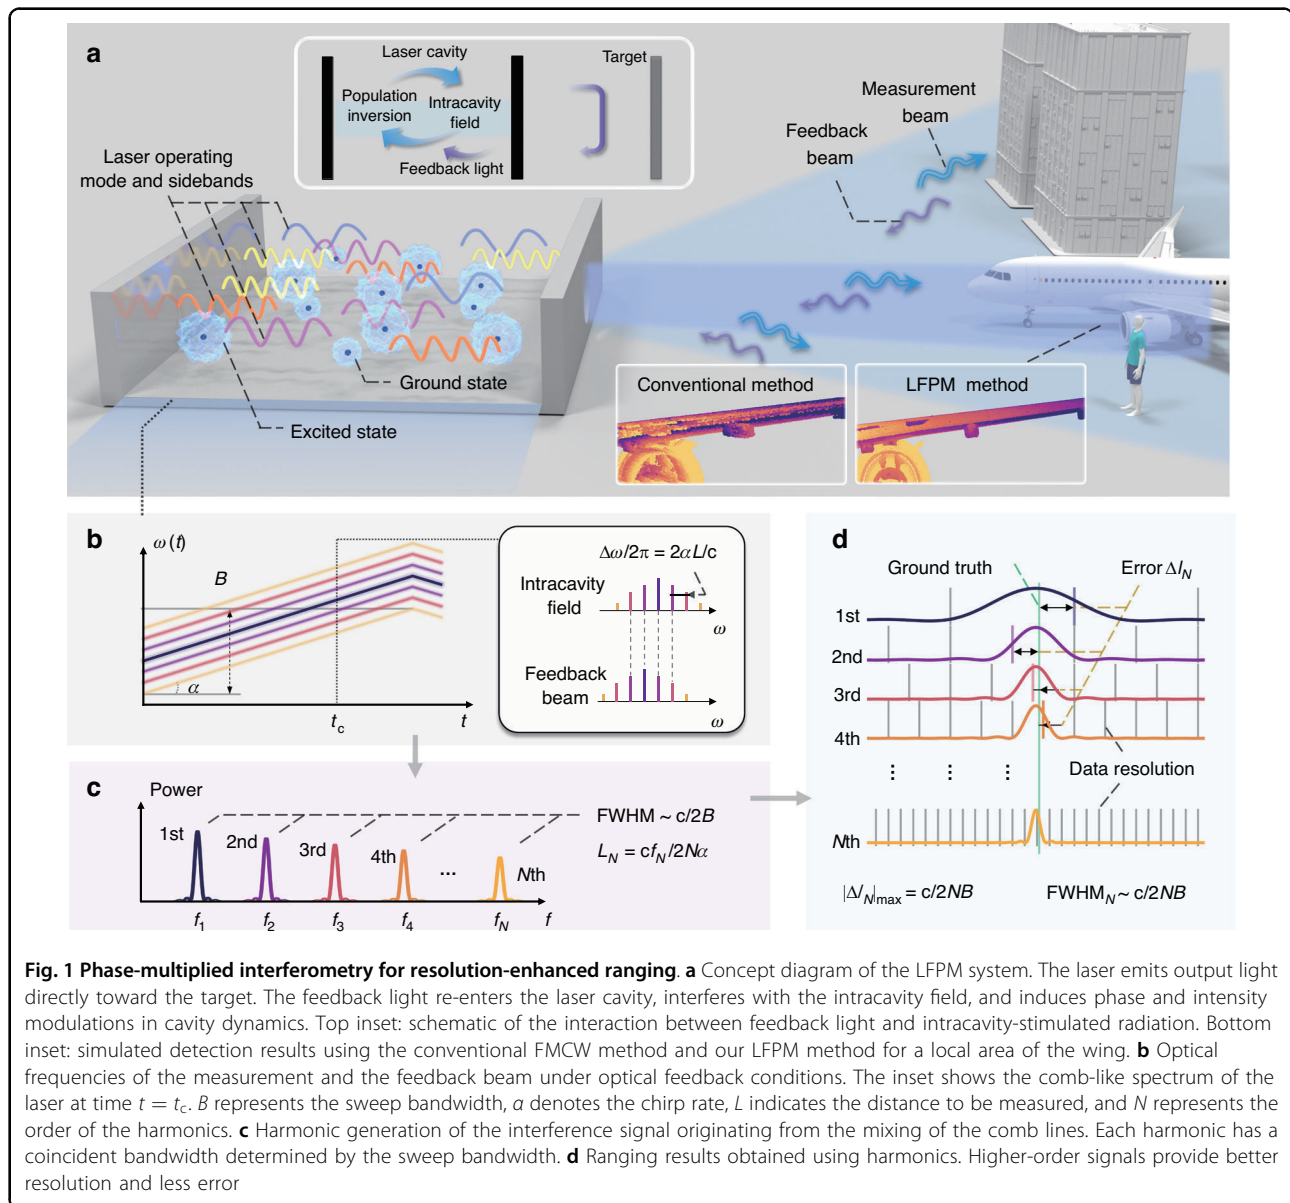 a
Laser cavity
Target
Population
inversion
Intracavity
field
Feedback light
Measurement
beam
Feedback
beam
Laser operating
mode and sidebands
Ground state
Excited state
Conventional method
LFPM method
b
ω(t)
B
α
t_c
t
Δω/2π = 2αL/c
Intracavity
field
ω
Feedback
beam
ω
c
Power
1st
2nd
3rd
4th
...
Nth
f_1
f_2
f_3
f_4
f_N
f
FWHM ~ c/2B
L_N = cf_N/2Nα
d
Ground truth
Error Δl_N
1st
2nd
3rd
4th
⋮ ⋮ ⋮
Data resolution
Nth
|Δl_N|_max = c/2NB
FWHM_N ~ c/2NB
Fig. 1 Phase-multiplied interferometry for resolution-enhanced ranging. a Concept diagram of the LFPM system. The laser emits output light
directly toward the target. The feedback light re-enters the laser cavity, interferes with the intracavity field, and induces phase and intensity
modulations in cavity dynamics. Top inset: schematic of the interaction between feedback light and intracavity-stimulated radiation. Bottom
inset: simulated detection results using the conventional FMCW method and our LFPM method for a local area of the wing. b Optical
frequencies of the measurement and the feedback beam under optical feedback conditions. The inset shows the comb-like spectrum of the
laser at time t = t_c. B represents the sweep bandwidth, α denotes the chirp rate, L indicates the distance to be measured, and N represents the
order of the harmonics. c Harmonic generation of the interference signal originating from the mixing of the comb lines. Each harmonic has a
coincident bandwidth determined by the sweep bandwidth. d Ranging results obtained using harmonics. Higher-order signals provide better
resolution and less error